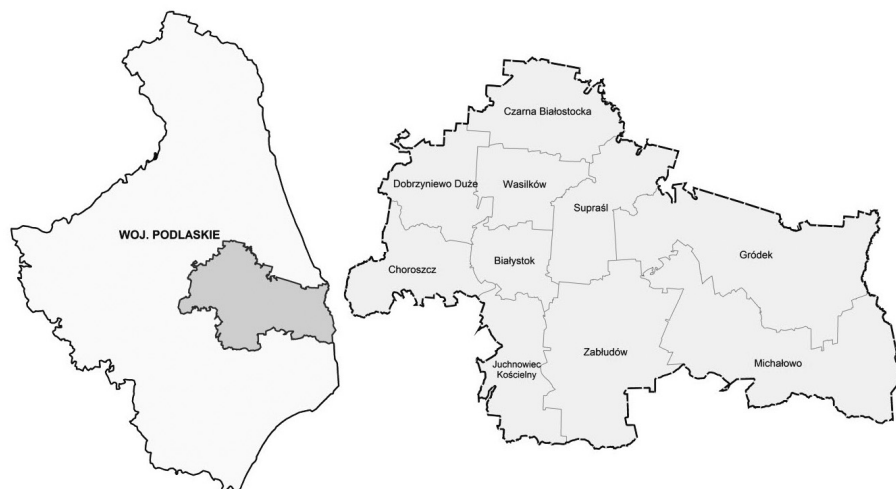 WOJ. PODLASKIE
Czarna Białostocka
Dobrzyniewo Duże
Wasilków
Supraśl
Gródek
Choroszcz
Białystok
Juchnowiec
Kościelny
Zabłudów
Michałowo